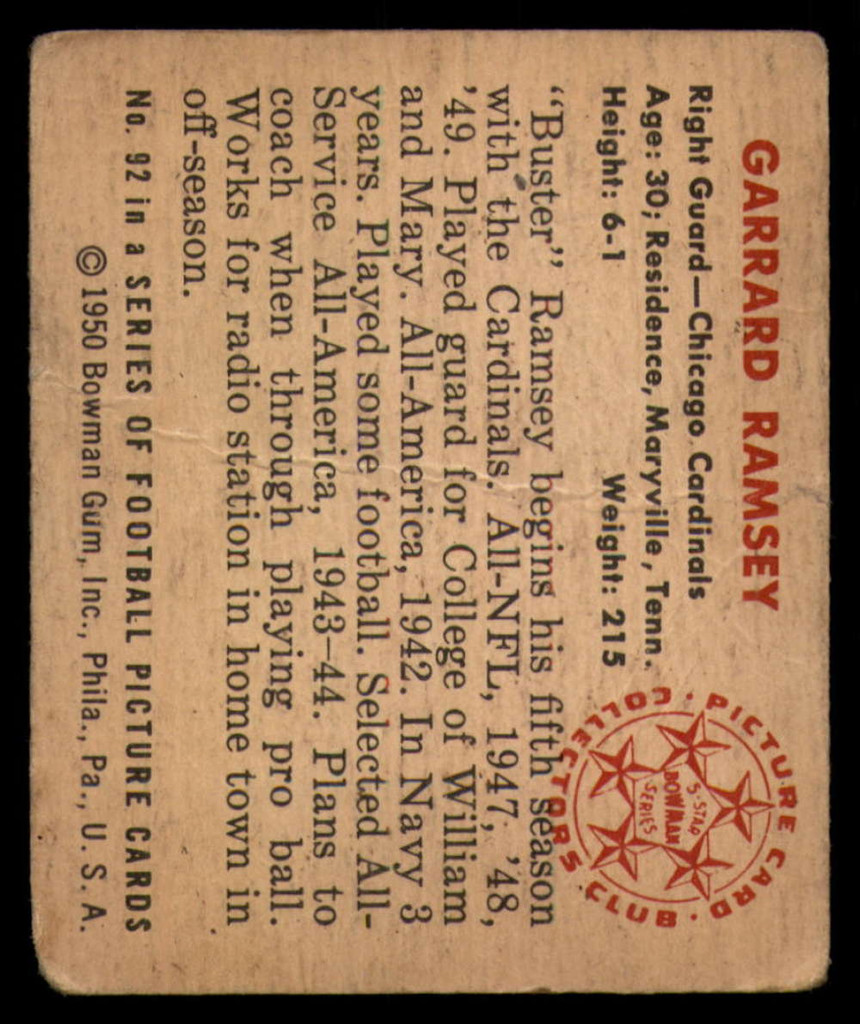 GARRARD RAMSEY
Right Guard—Chicago Cardinals
Age: 30; Residence, Maryville, Tenn.
Height: 6-1 Weight: 215
PICTURE CARD · COLLECTORS CLUB ·
5-STAR
BOWMAN
SERIES
"Buster" Ramsey begins his fifth season
with the Cardinals. All-NFL, 1947, '48,
'49. Played guard for College of William
and Mary. All-America, 1942. In Navy 3
years. Played some football. Selected All-
Service All-America, 1943-44. Plans to
coach when through playing pro ball.
Works for radio station in home town in
off-season.
No. 92 in a SERIES OF FOOTBALL PICTURE CARDS
© 1950 Bowman Gum, Inc., Phila., Pa., U. S. A.